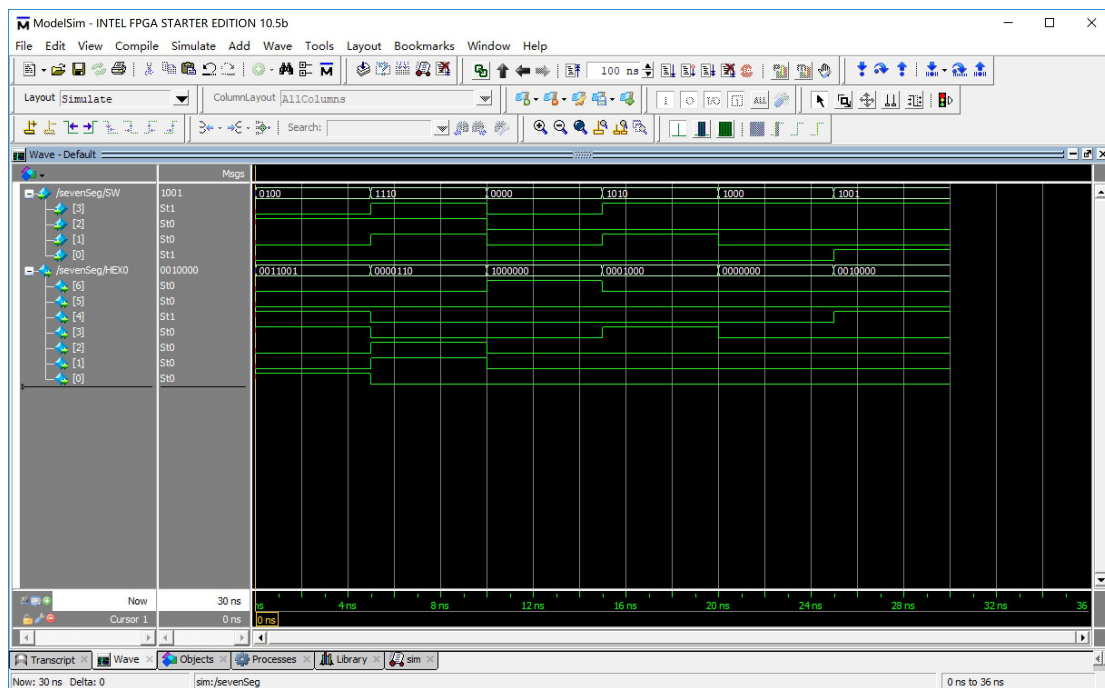 ModelSim - INTEL FPGA STARTER EDITION 10.5b
File Edit View Compile Simulate Add Wave Tools Layout Bookmarks Window Help
100 ns
Layout Simulate
ColumnLayout AllColumns
Search:
Wave - Default
Msgs
/sevenSeg/SW 1001 0100 1110 0000 1010 1000 1001
[3] St1
[2] St0
[1] St0
[0] St1
/sevenSeg/HEX0 0010000 0011001 0000110 1000000 0001000 0000000 0010000
[6] St0
[5] St0
[4] St1
[3] St0
[2] St0
[1] St0
[0] St0
Now 30 ns ns 4 ns 8 ns 12 ns 16 ns 20 ns 24 ns 28 ns 32 ns 36
Cursor 1 0 ns 0 ns
Transcript Wave Objects Processes Library sim
Now: 30 ns Delta: 0 sim:/sevenSeg 0 ns to 36 ns